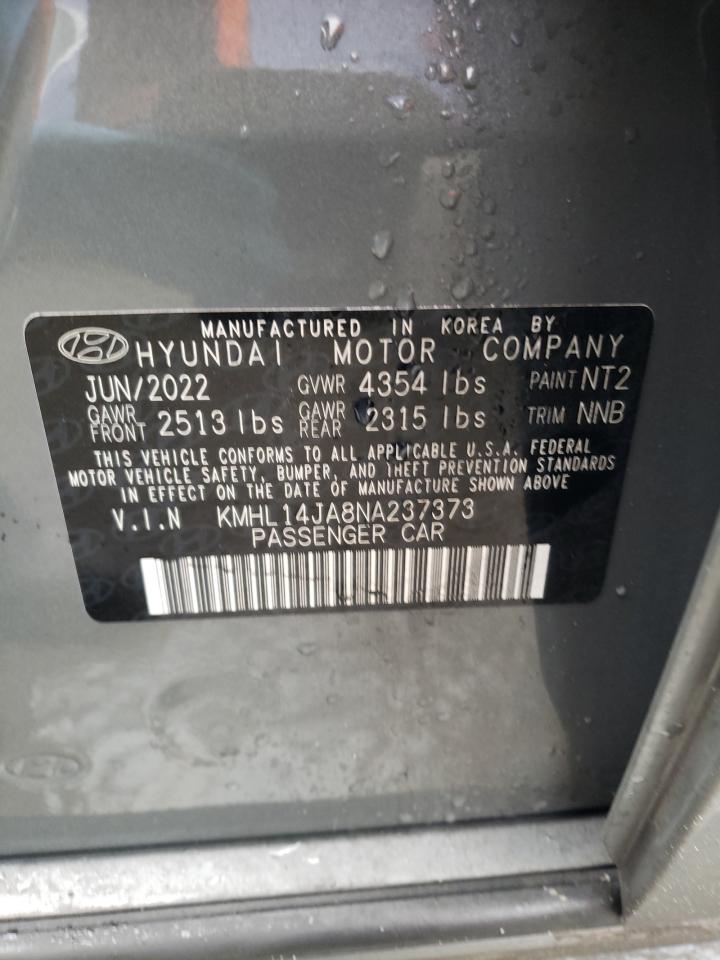 MANUFACTURED IN KOREA BY
HYUNDAI MOTOR COMPANY
JUN/2022 GVWR 4354 lbs PAINT NT2
GAWR FRONT 2513 lbs GAWR REAR 2315 lbs TRIM NNB
THIS VEHICLE CONFORMS TO ALL APPLICABLE U.S.A. FEDERAL
MOTOR VEHICLE SAFETY, BUMPER, AND THEFT PREVENTION STANDARDS
IN EFFECT ON THE DATE OF MANUFACTURE SHOWN ABOVE.
V.I.N KMHL14JA8NA237373
PASSENGER CAR